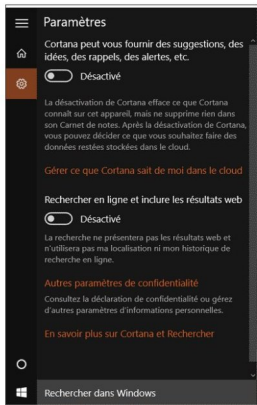 Paramètres
Cortana peut vous fournir des suggestions, des
idées, des rappels, des alertes, etc.
Désactivé
La désactivation de Cortana efface ce que Cortana
connaît sur cet appareil, mais ne supprime rien dans
son Carnet de notes. Après la désactivation de Cortana,
vous pouvez décider ce que vous souhaitez faire des
données restées stockées dans le cloud.
Gérer ce que Cortana sait de moi dans le cloud
Rechercher en ligne et inclure les résultats web
Désactivé
La recherche ne présentera pas les résultats web et
n'utilisera pas ma localisation ni mon historique de
recherche en ligne.
Autres paramètres de confidentialité
Consultez la déclaration de confidentialité ou gérez
d'autres paramètres d'informations personnelles.
En savoir plus sur Cortana et Rechercher
Rechercher dans Windows